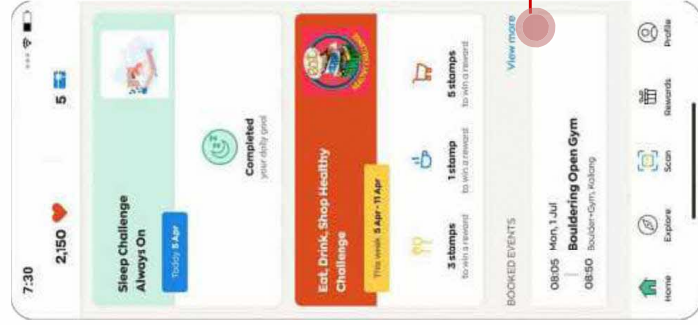 7:30
2,150
5
Sleep Challenge
Always On
Today 5 Apr
Completed
your daily goal
Eat, Drink, Shop Healthy
Challenge
This week 5 Apr - 11 Apr
3 stamps
to win a reward
1 stamp
to win a reward
5 stamps
to win a reward
BOOKED EVENTS
View more
08:05 Mon, 1 Jul
Bouldering Open Gym
08:50 Boulder+Gym, Kallang
Home
Explore
Scan
Rewards
Profile